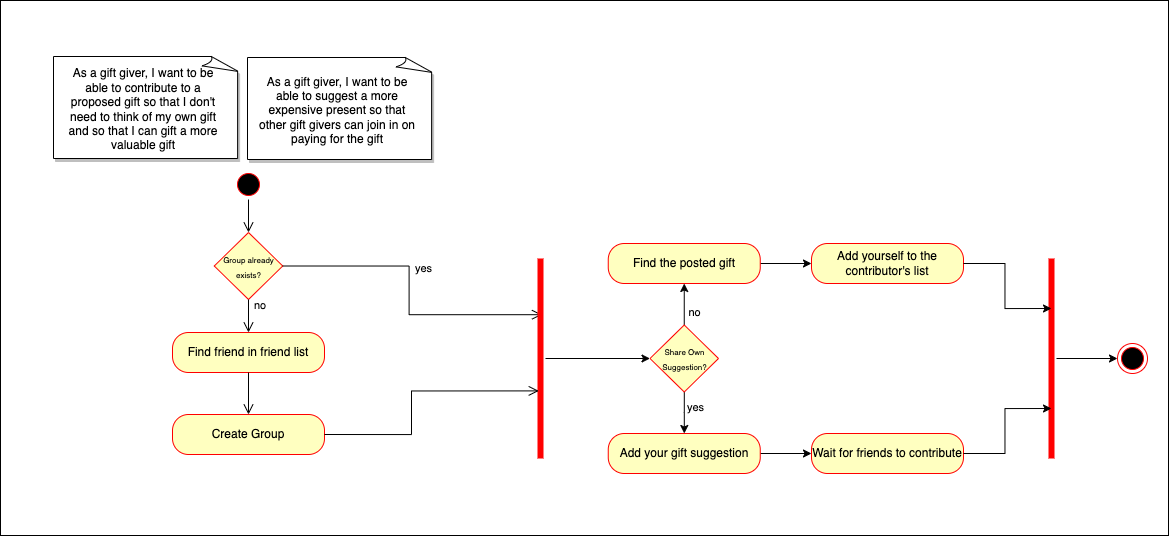 As a gift giver, I want to be
able to contribute to a
proposed gift so that I don't
need to think of my own gift
and so that I can gift a more
valuable gift
As a gift giver, I want to be
able to suggest a more
expensive present so that
other gift givers can join in on
paying for the gift
Group already
exists?
yes
no
Find friend in friend list
Create Group
Find the posted gift
Add yourself to the
contributor's list
no
Share Own
Suggestion?
yes
Add your gift suggestion
Wait for friends to contribute